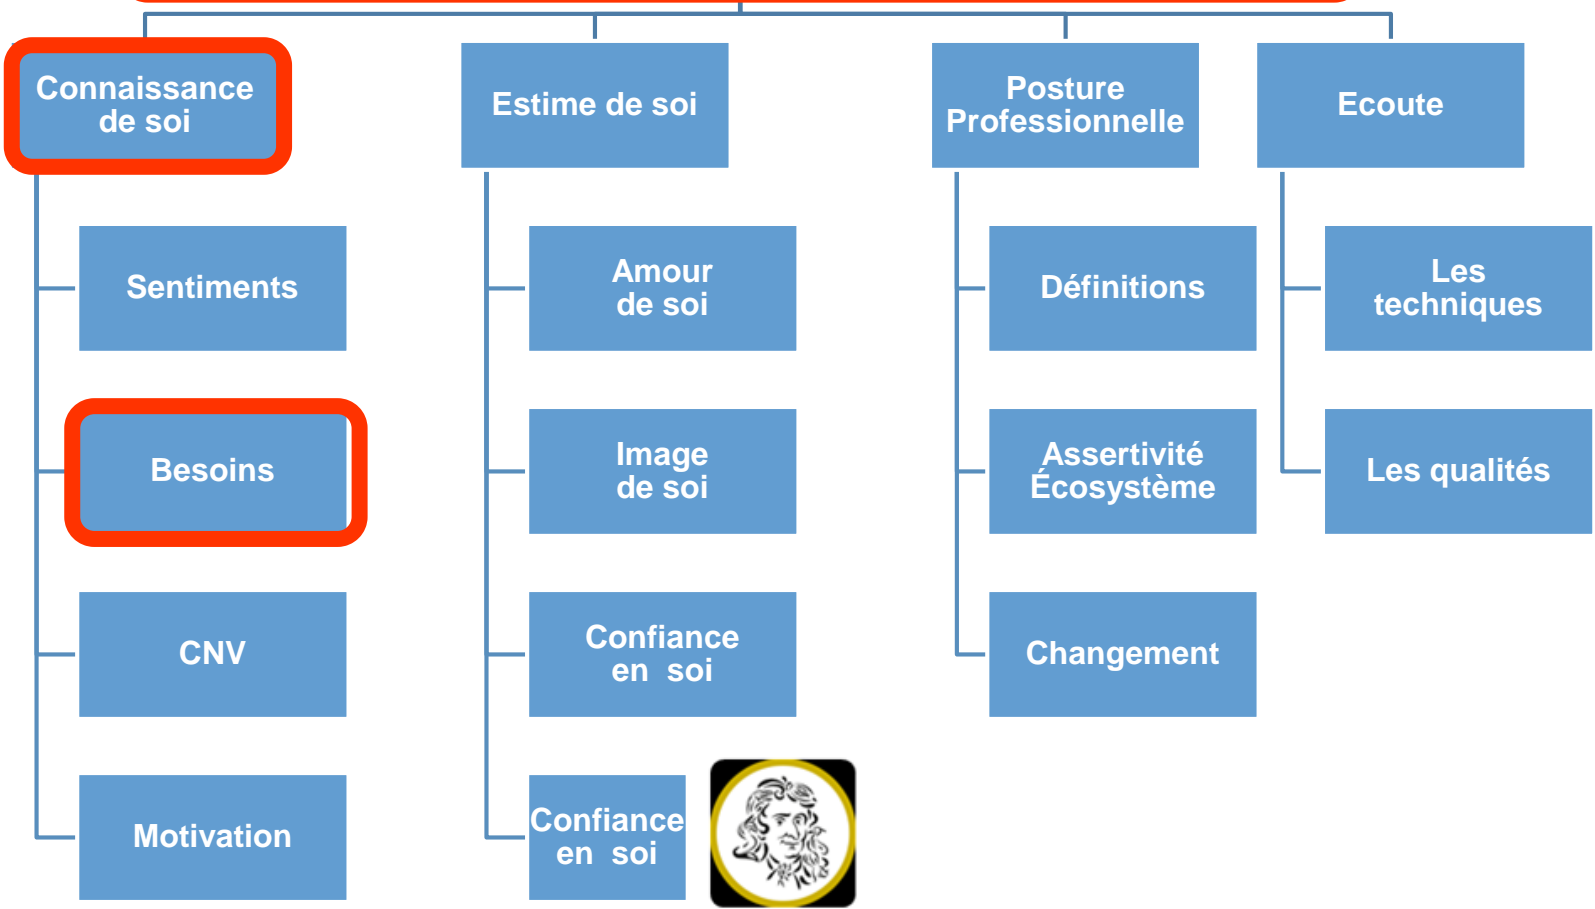 Connaissance
de soi
Sentiments
Besoins
CNV
Motivation
Estime de soi
Amour
de soi
Image
de soi
Confiance
en  soi
Confiance
en  soi
Posture
Professionnelle
Définitions
Assertivité
Écosystème
Changement
Ecoute
Les
techniques
Les qualités